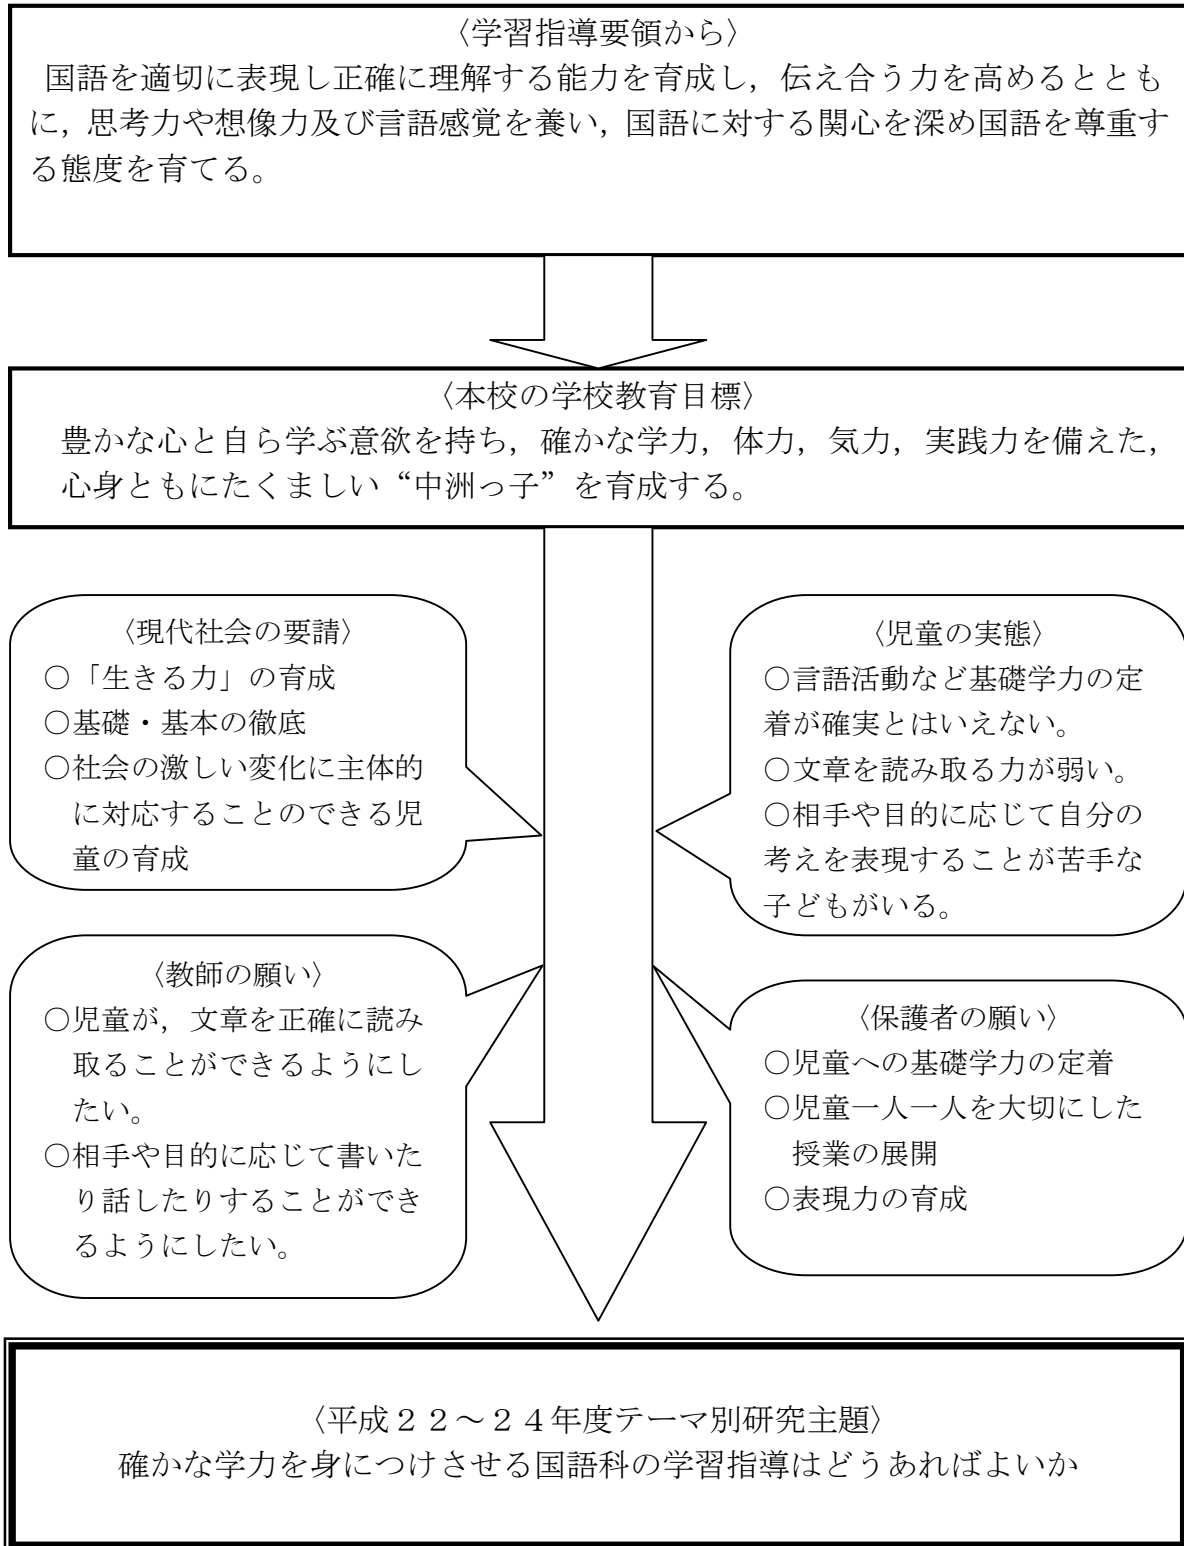 〈学習指導要領から〉
国語を適切に表現し正確に理解する能力を育成し，伝え合う力を高めるととも
に，思考力や想像力及び言語感覚を養い，国語に対する関心を深め国語を尊重す
る態度を育てる。
〈本校の学校教育目標〉
豊かな心と自ら学ぶ意欲を持ち，確かな学力，体力，気力，実践力を備えた，
心身ともにたくましい“中洲っ子”を育成する。
〈現代社会の要請〉
○「生きる力」の育成
○基礎・基本の徹底
○社会の激しい変化に主体的
に対応することのできる児
童の育成
〈児童の実態〉
○言語活動など基礎学力の定
着が確実とはいえない。
○文章を読み取る力が弱い。
○相手や目的に応じて自分の
考えを表現することが苦手な
子どもがいる。
〈教師の願い〉
○児童が，文章を正確に読み
取ることができるようにし
たい。
○相手や目的に応じて書いた
り話したりすることができ
るようにしたい。
〈保護者の願い〉
○児童への基礎学力の定着
○児童一人一人を大切にした
授業の展開
○表現力の育成
〈平成２２～２４年度テーマ別研究主題〉
確かな学力を身につけさせる国語科の学習指導はどうあればよいか